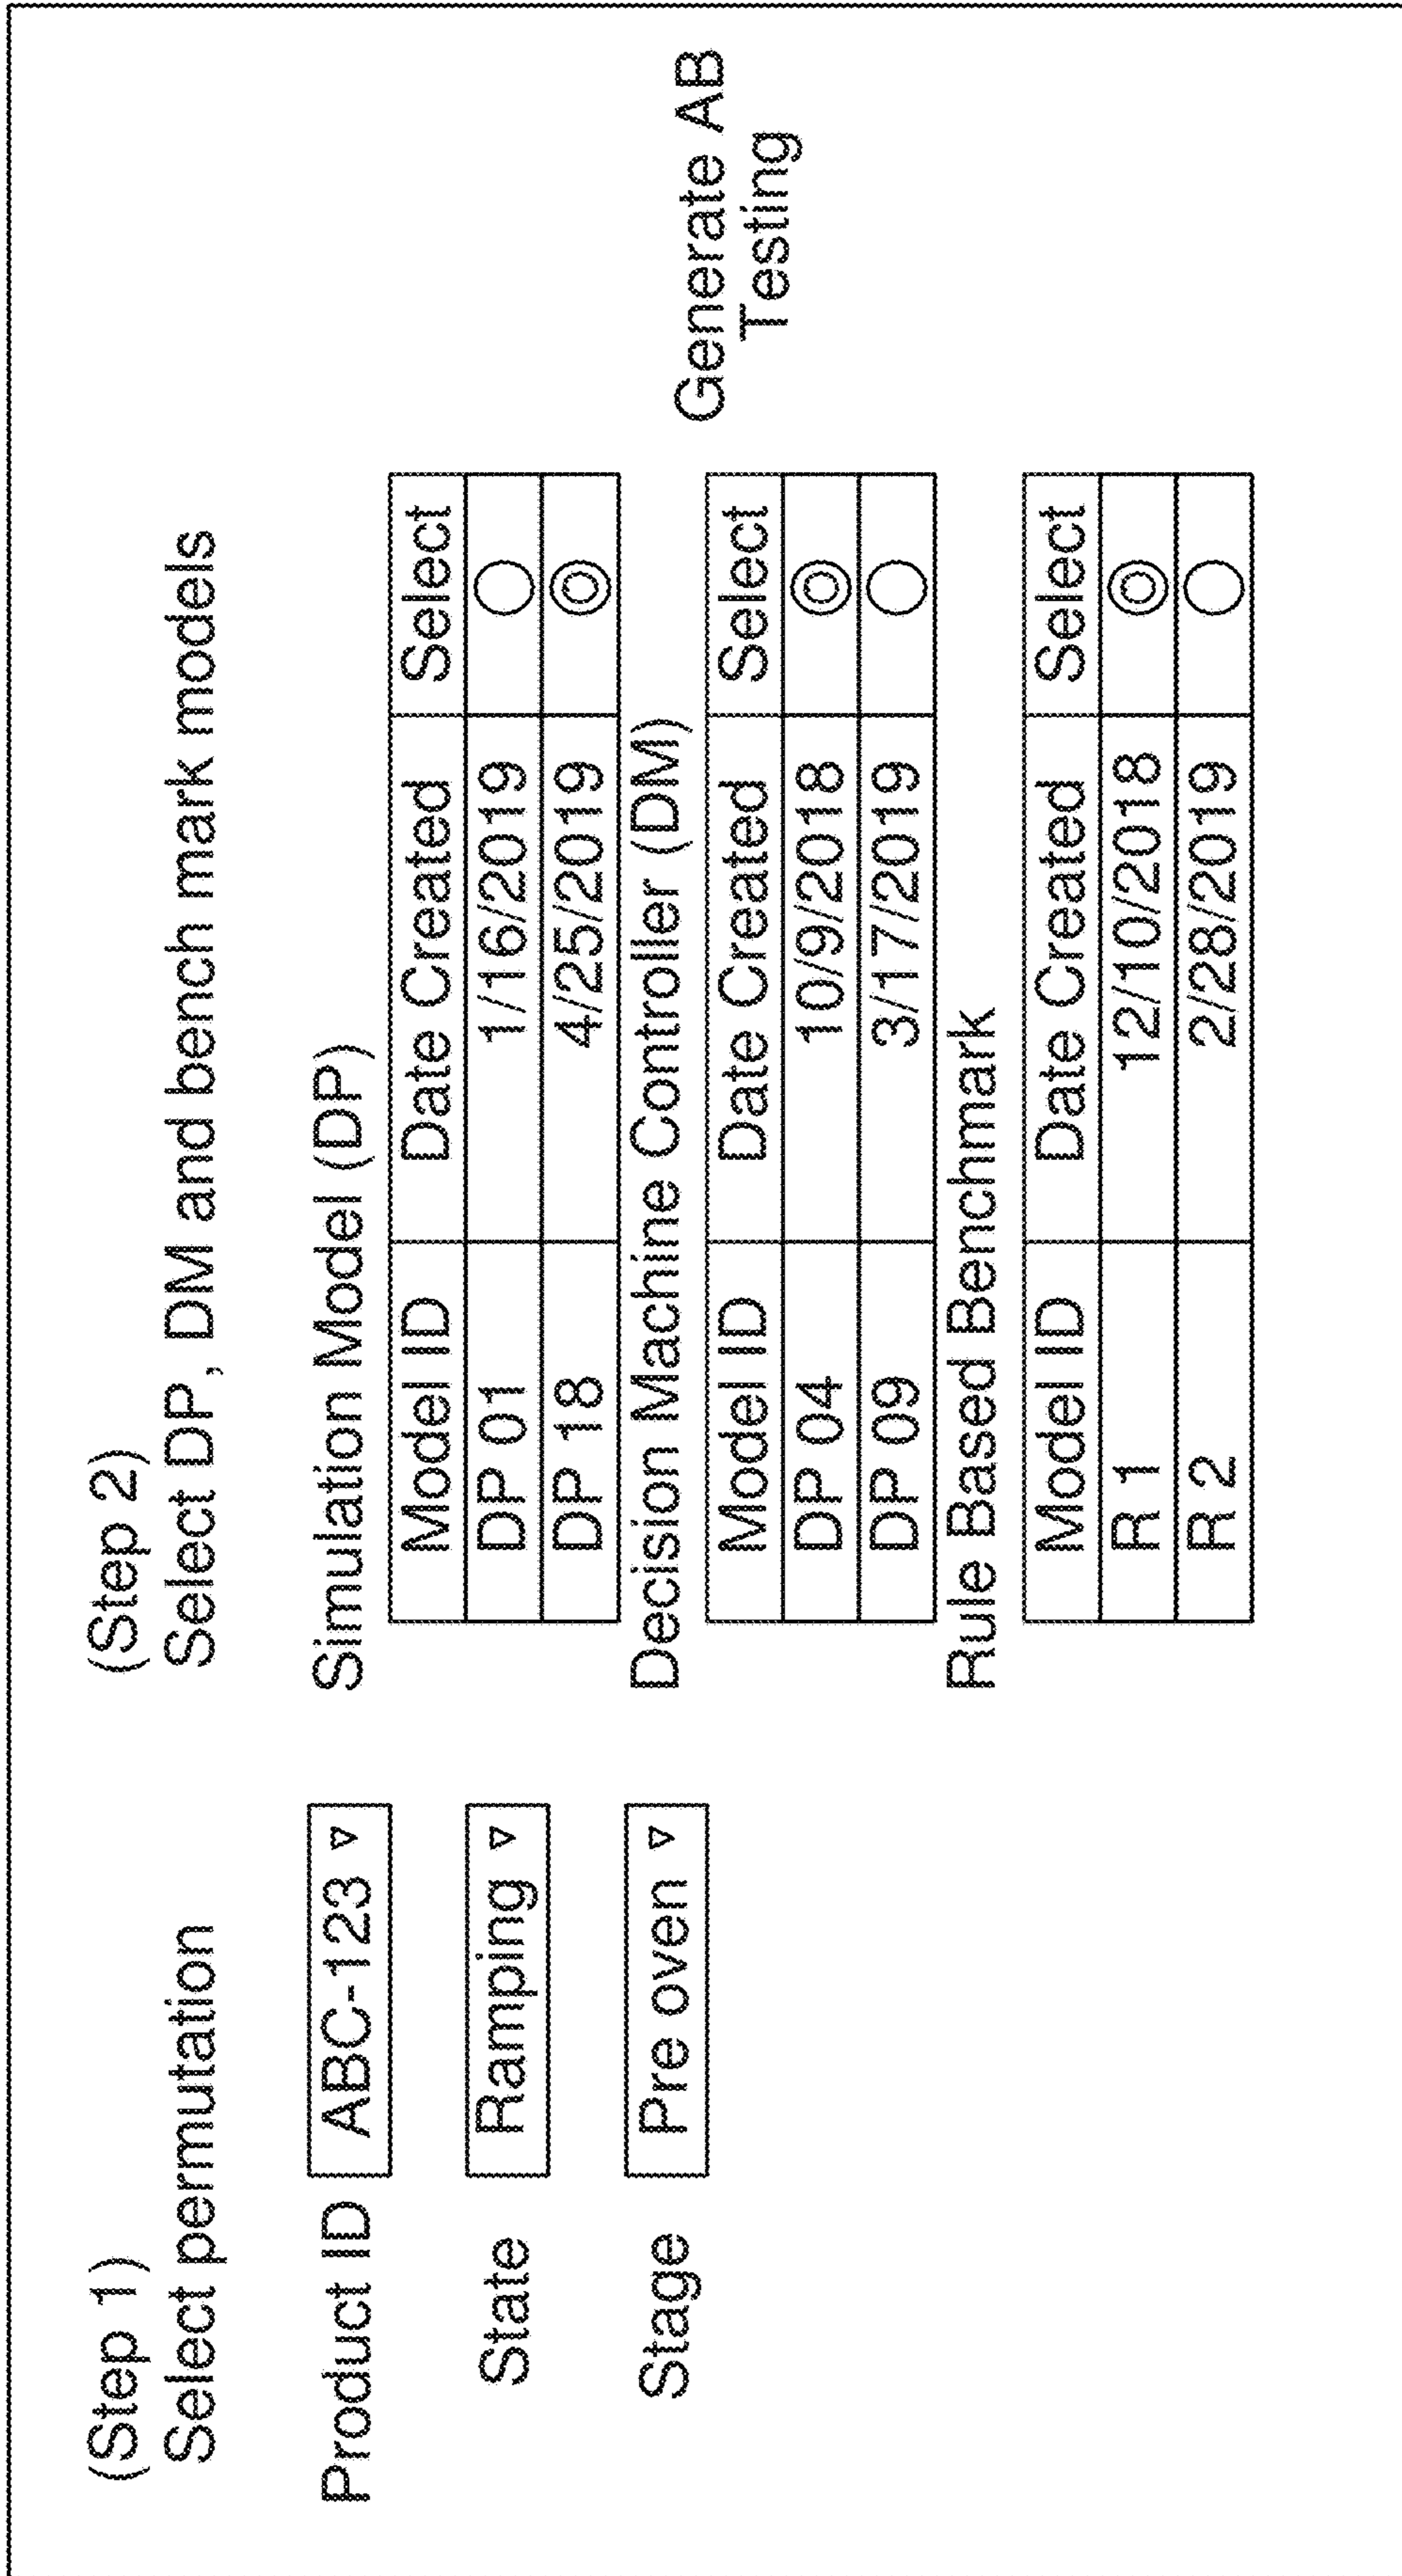 (Step 1)
Select permutation
Product ID ABC-123
State Ramping
Stage Pre oven
(Step 2)
Select DP, DM and bench mark models
Simulation Model (DP)
Model ID Date Created Select
DP 01 1/16/2019
DP 18 4/25/2019
Decision Machine Controller (DM)
Model ID Date Created Select
DP 04 10/9/2018
DP 09 3/17/2019
Rule Based Benchmark
Model ID Date Created Select
R 1 12/10/2018
R 2 2/28/2019
Generate AB
Testing